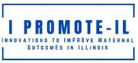 I PROMOTE-IL
INNOVATIONS TO IMPROVE MATERNAL
OUTCOMES IN ILLINOIS